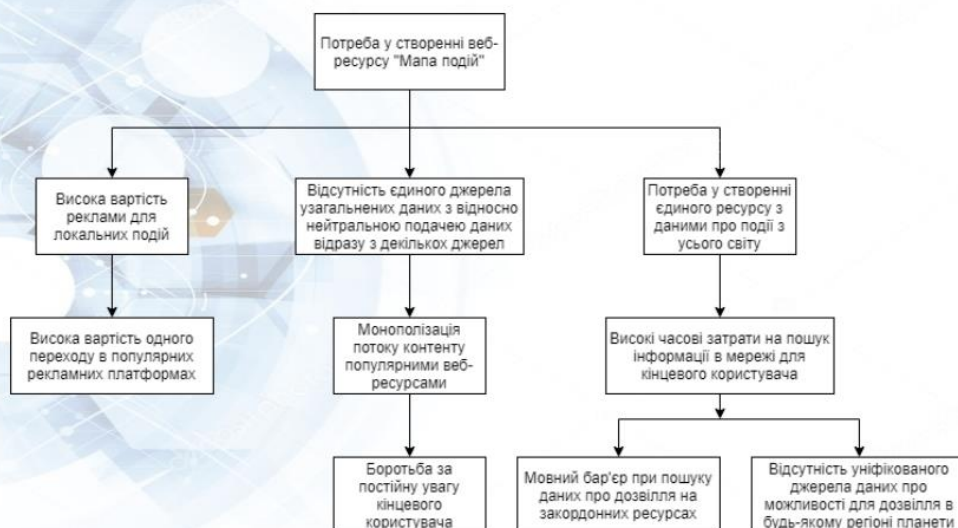 Потреба у створенні веб-
ресурсу "Мапа подій"
Висока вартість
реклами для
локальних подій
Відсутність єдиного джерела
узагальнених даних з відносно
нейтральною подачею даних
відразу з декількох джерел
Потреба у створенні
єдиного ресурсу з
даними про події з
усього світу
Висока вартість одного
переходу в популярних
рекламних платформах
Монополізація
потоку контенту
популярними веб-
ресурсами
Високі часові затрати на пошук
інформації в мережі для
кінцевого користувача
Боротьба за
постійну увагу
кінцевого
користувача
Мовний бар'єр при пошуку
даних про дозвілля на
закордонних ресурсах
Відсутність уніфікованого
джерела даних про
можливості для дозвілля в
будь-якому регіоні планети